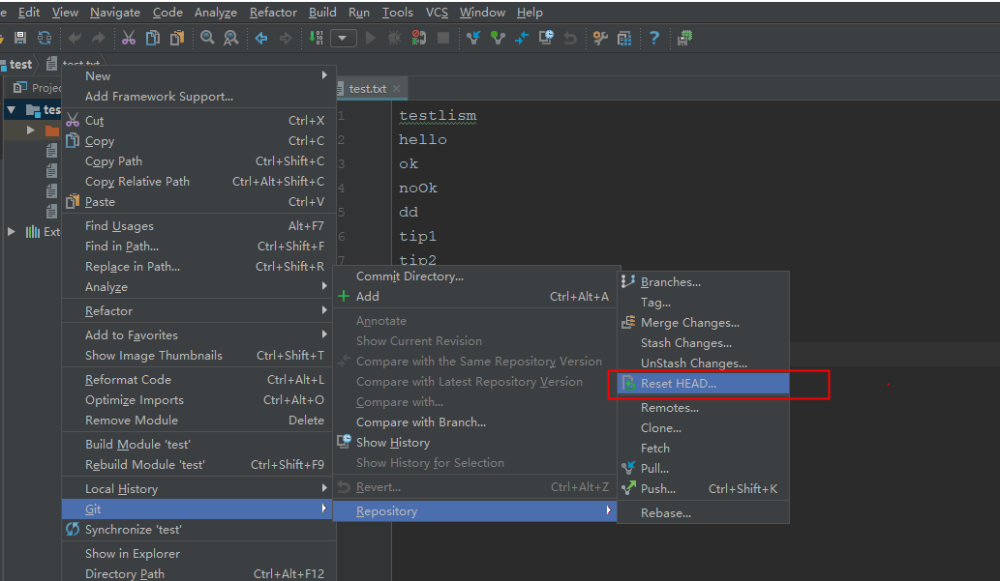 Edit View Navigate Code Analyze Refactor Build Run Tools VCS Window Help
test test.txt
Projec
test.txt
tes
Ext
New
Add Framework Support...
Cut Ctrl+X
Copy Ctrl+C
Copy Path Ctrl+Shift+C
Copy Relative Path Ctrl+Alt+Shift+C
Paste Ctrl+V
Find Usages Alt+F7
Find in Path... Ctrl+Shift+F
Replace in Path... Ctrl+Shift+R
Analyze
Refactor
Add to Favorites
Show Image Thumbnails Ctrl+Shift+T
Reformat Code Ctrl+Alt+L
Optimize Imports Ctrl+Alt+O
Remove Module Delete
Build Module 'test'
Rebuild Module 'test' Ctrl+Shift+F9
Local History
Git
Synchronize 'test'
Show in Explorer
Directory Path Ctrl+Alt+F12
1 testlism
2 hello
3 ok
4 noOk
5 dd
6 tip1
7 tip2
Commit Directory...
Add Ctrl+Alt+A
Annotate
Show Current Revision
Compare with the Same Repository Version
Compare with Latest Repository Version
Compare with...
Compare with Branch...
Show History
Show History for Selection
Revert... Ctrl+Alt+Z
Repository
Branches...
Tag...
Merge Changes...
Stash Changes...
UnStash Changes...
Reset HEAD...
Remotes...
Clone...
Fetch
Pull...
Push... Ctrl+Shift+K
Rebase...